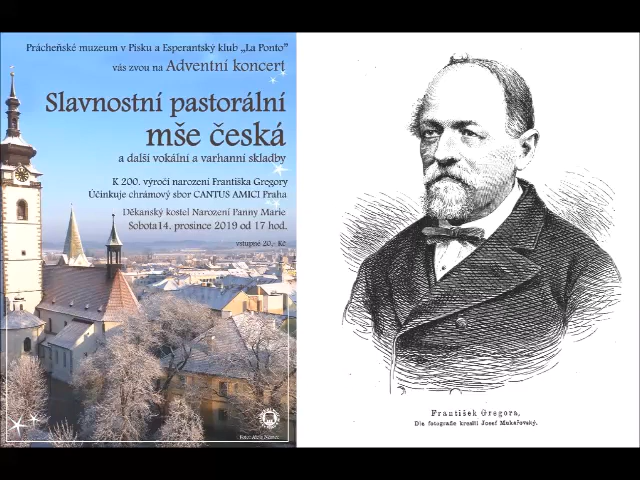 Prácheňské muzeum v Písku a Esperantský klub „La Ponto”
vás zvou na Adventní koncert
Slavnostní pastorální
mše česká
a další vokální a varhanní skladby
K 200. výročí narození Františka Gregory
Účinkuje chrámový sbor CANTUS AMICI Praha
Děkanský kostel Narození Panny Marie
Sobota14. prosince 2019 od 17 hod.
vstupné 20,- Kč
František Gregora,
Dle fotografie kreslil Josef Mukařovský.